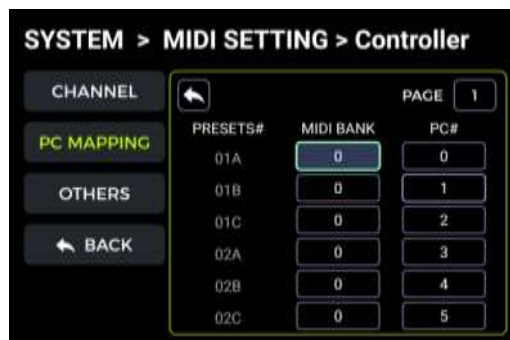 SYSTEM > MIDI SETTING > Controller
CHANNEL
PC MAPPING
OTHERS
BACK
PAGE 1
PRESETS# MIDI BANK PC#
01A 0 0
01B 0 1
01C 0 2
02A 0 3
02B 0 4
02C 0 5